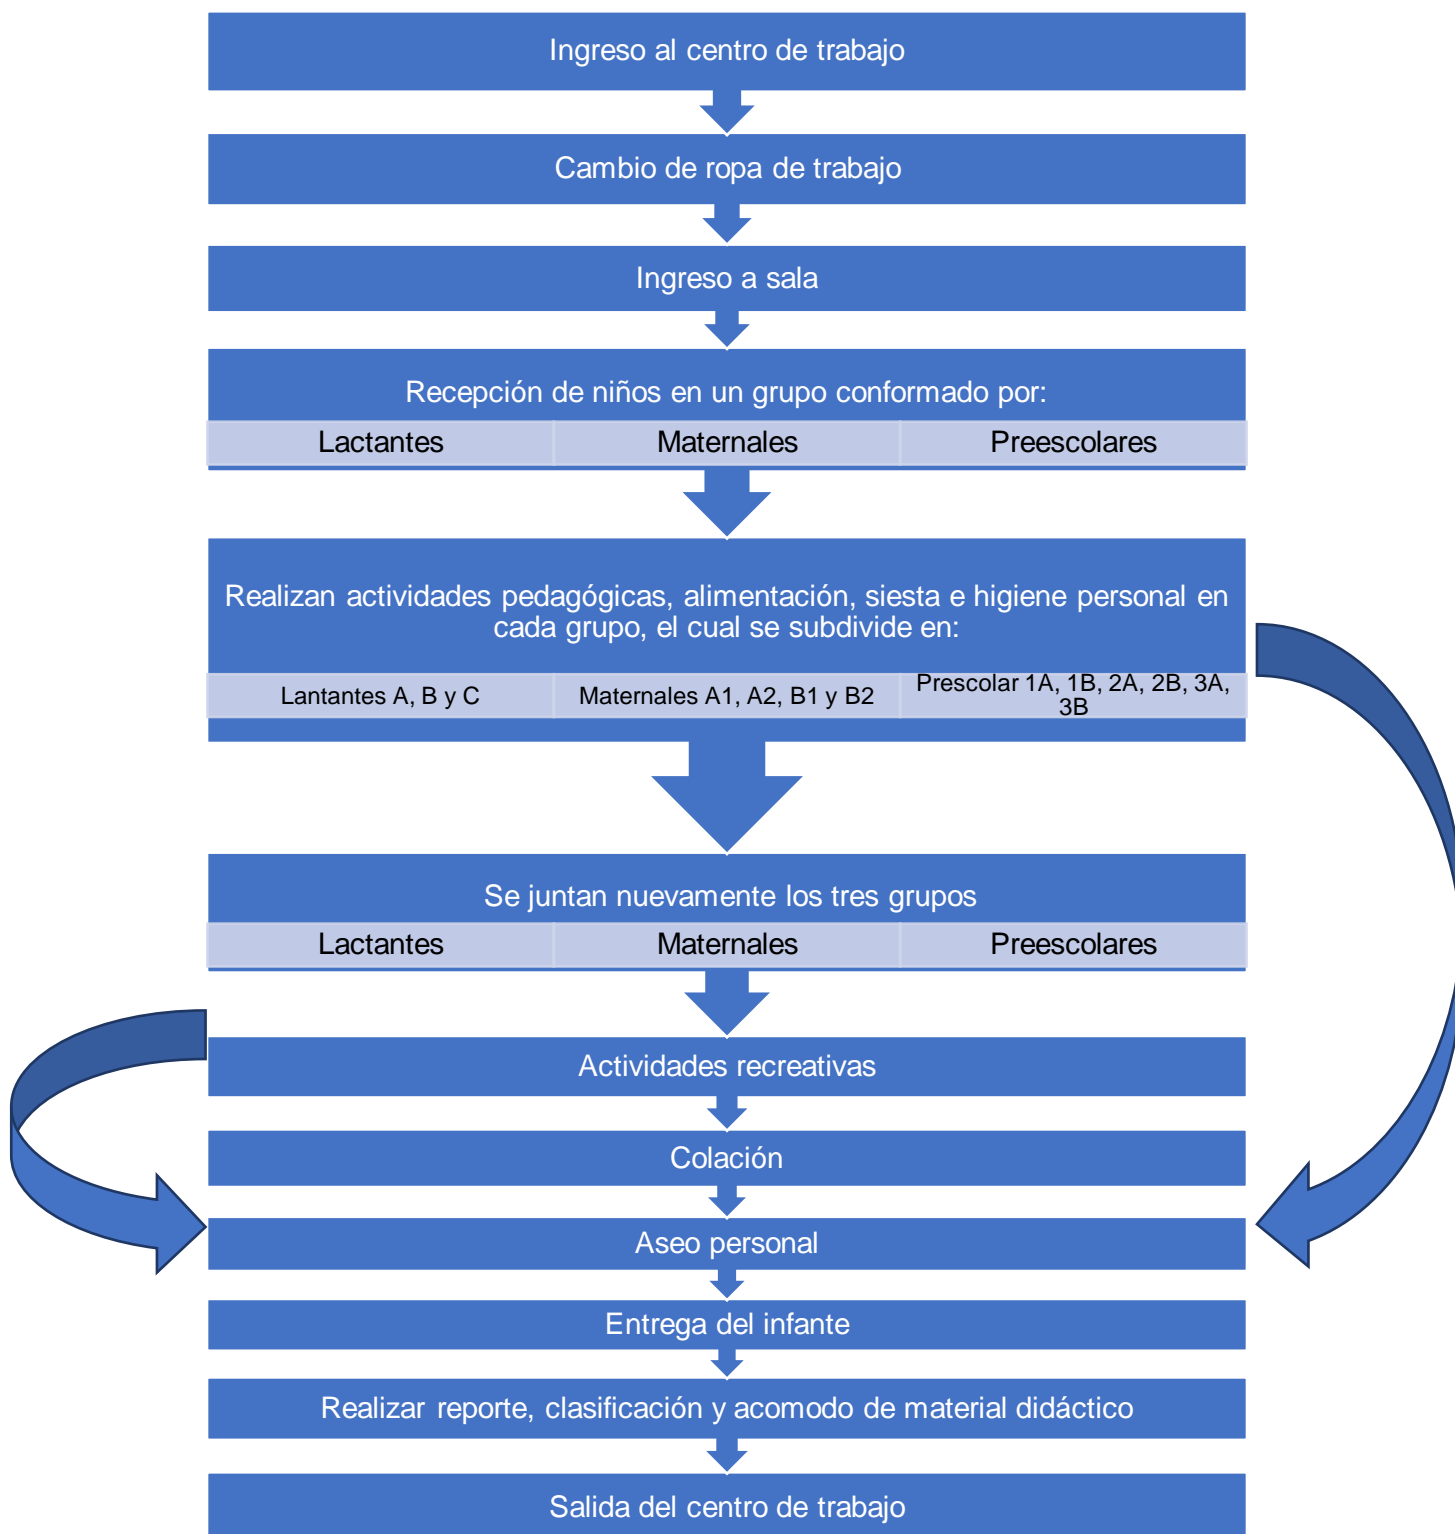 Ingreso al centro de trabajo
Cambio de ropa de trabajo
Ingreso a sala
Recepción de niños en un grupo conformado por:
Lactantes
Maternales
Preescolares
Realizan actividades pedagógicas, alimentación, siesta e higiene personal en
cada grupo, el cual se subdivide en:
Lantantes A, B y C
Maternales A1, A2, B1 y B2
Prescolar 1A, 1B, 2A, 2B, 3A,
3B
Se juntan nuevamente los tres grupos
Lactantes
Maternales
Preescolares
Actividades recreativas
Colación
Aseo personal
Entrega del infante
Realizar reporte, clasificación y acomodo de material didáctico
Salida del centro de trabajo